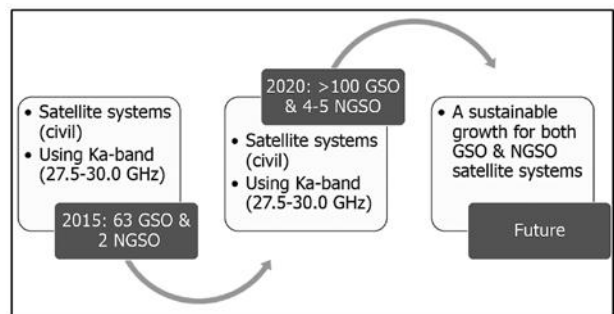 • Satellite systems
(civil)
• Using Ka-band
(27.5-30.0 GHz)
2015: 63 GSO &
2 NGSO
2020: >100 GSO
& 4-5 NGSO
• Satellite systems
(civil)
• Using Ka-band
(27.5-30.0 GHz)
• A sustainable
growth for both
GSO & NGSO
satellite systems
Future